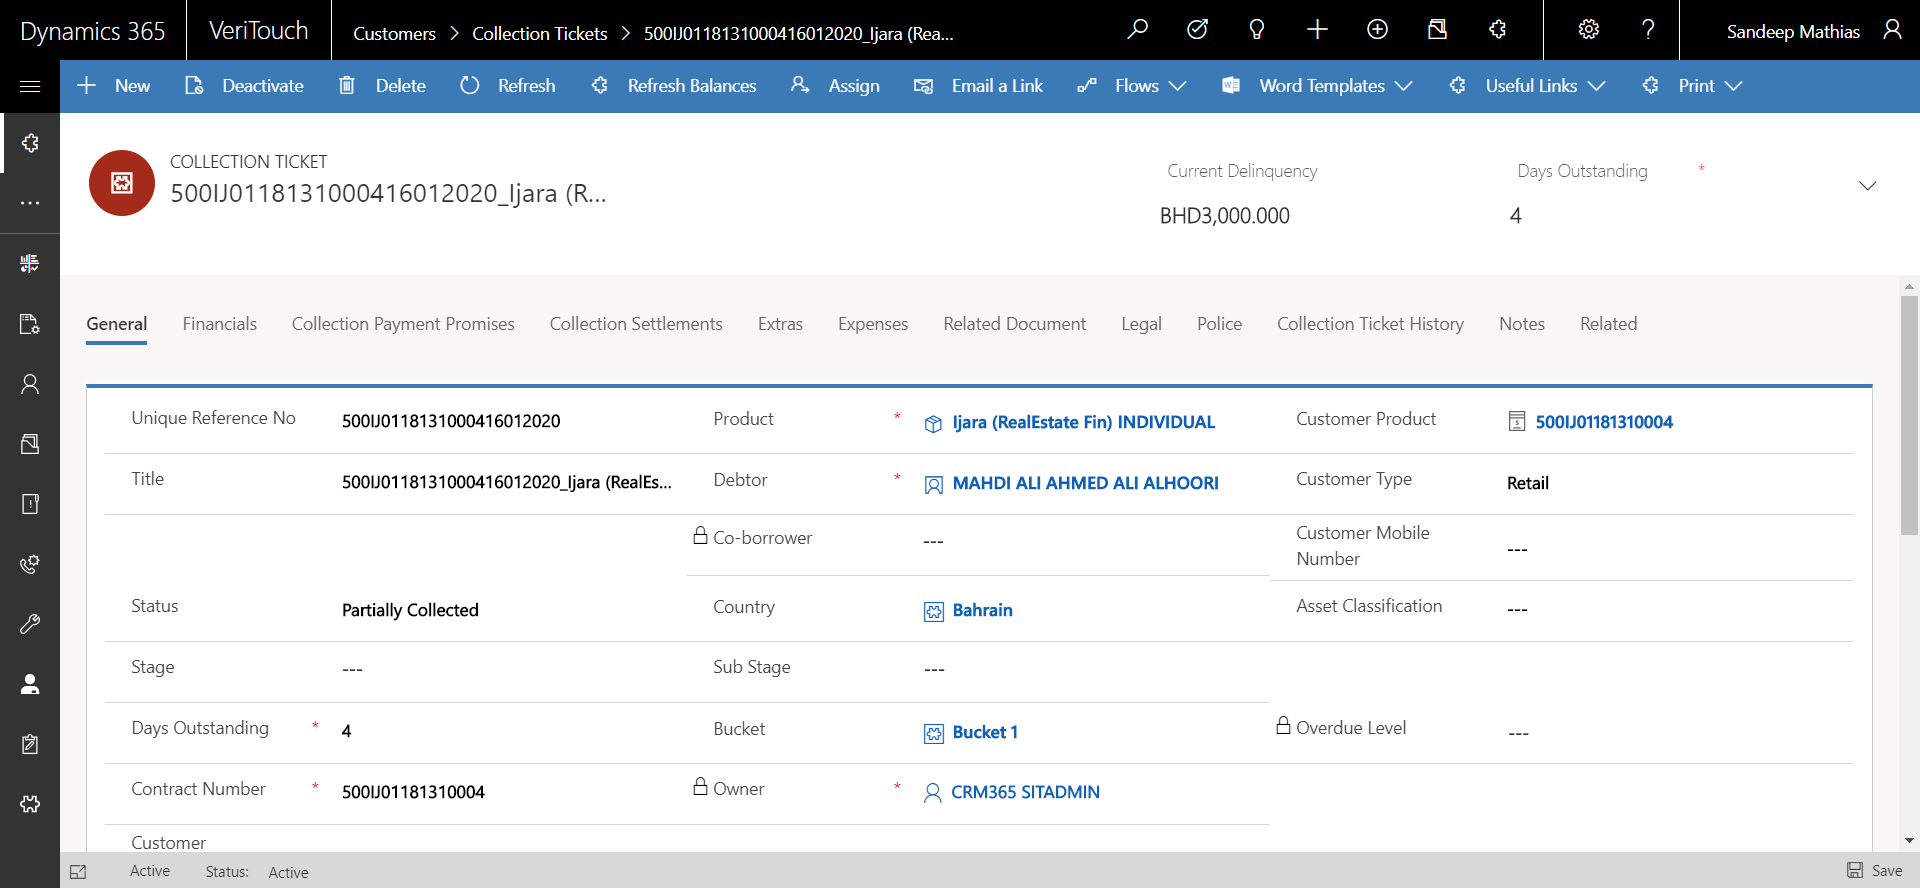 Dynamics 365
VeriTouch
Customers > Collection Tickets > 500IJ0118131000416012020_Ijara (Rea...
?
Sandeep Mathias
New
Deactivate
Delete
Refresh
Refresh Balances
Assign
Email a Link
Flows
Word Templates
Useful Links
Print
COLLECTION TICKET
500IJ0118131000416012020_Ijara (R...
Current Delinquency
BHD3,000.000
Days Outstanding *
4
General
Financials
Collection Payment Promises
Collection Settlements
Extras
Expenses
Related Document
Legal
Police
Collection Ticket History
Notes
Related
Unique Reference No 500IJ0118131000416012020
Product * Ijara (RealEstate Fin) INDIVIDUAL
Customer Product 500IJ01181310004
Title 500IJ0118131000416012020_Ijara (RealEs...
Debtor * MAHDI ALI AHMED ALI ALHOORI
Customer Type Retail
Co-borrower ---
Customer Mobile
Number ---
Status Partially Collected
Country Bahrain
Asset Classification ---
Stage ---
Sub Stage ---
Days Outstanding * 4
Bucket Bucket 1
Overdue Level ---
Contract Number * 500IJ01181310004
Owner * CRM365 SITADMIN
Customer
Active Status: Active
Save